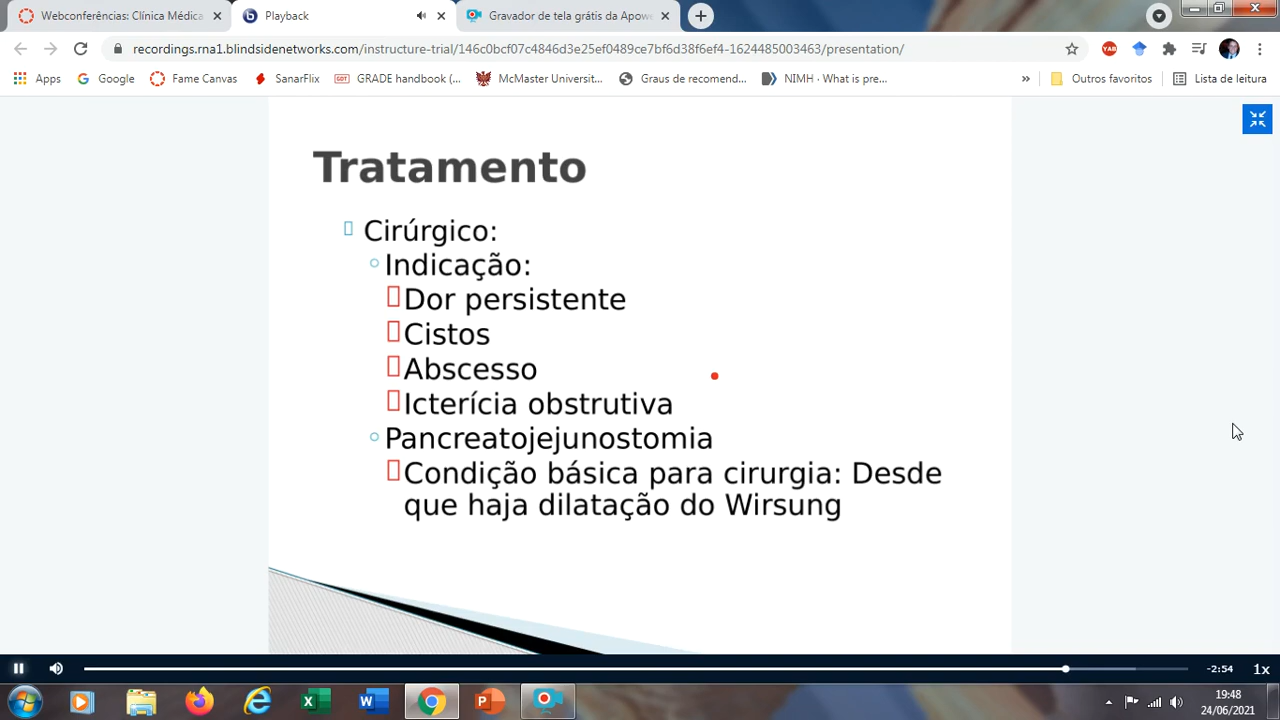 Webconferências: Clínica Médica
Playback
Gravador de tela grátis da Apowe
recordings.rna1.blindsidenetworks.com/instructure-trial/146c0bcf07c4846d3e25ef0489ce7bf6d38f6ef4-1624485003463/presentation/
YAB
Apps
Google
Fame Canvas
SanarFlix
GDT
GRADE handbook (...
McMaster Universit...
Graus de recomend...
NIMH · What is pre...
»
Outros favoritos
Lista de leitura
Tratamento
Cirúrgico:
Indicação:
Dor persistente
Cistos
Abscesso
Icterícia obstrutiva
Pancreatojejunostomia
Condição básica para cirurgia: Desde
que haja dilatação do Wirsung
-2:54
1x
19:48
24/06/2021